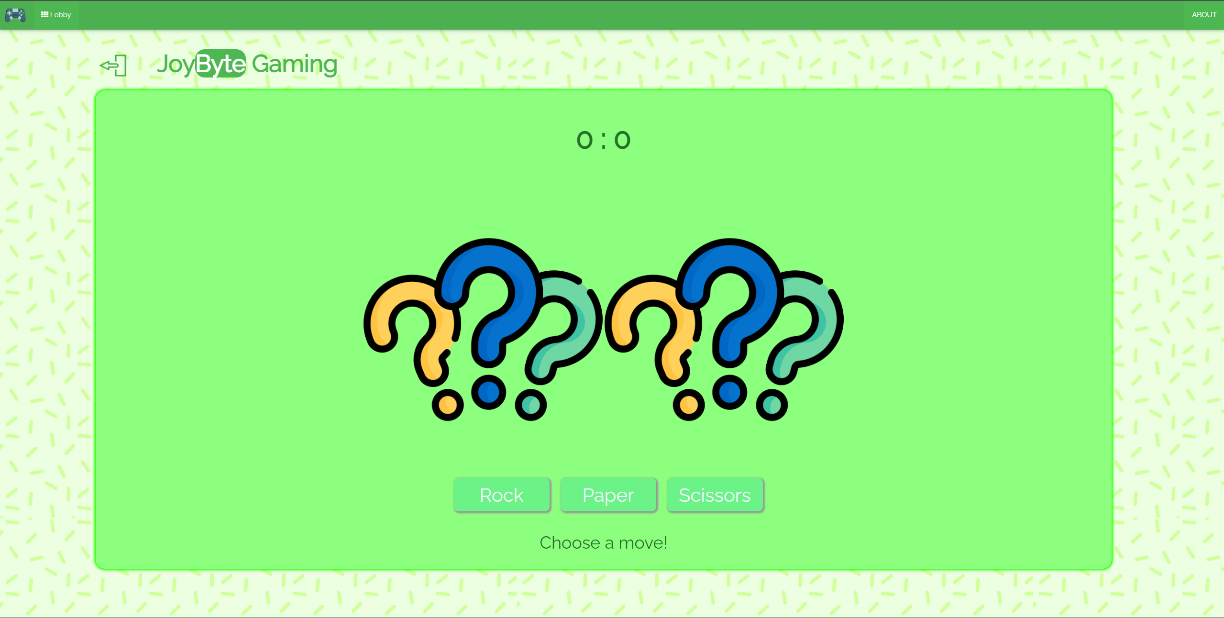 Lobby
ABOUT
JoyByte Gaming
0 : 0
Rock Paper Scissors
Choose a move!